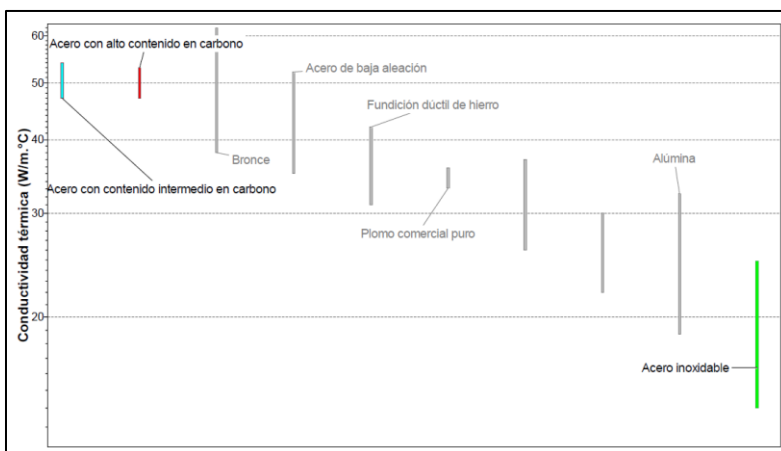 60
Acero con alto contenido en carbono
Acero de baja aleación
50
Fundición dúctil de hierro
40
Bronce
Alúmina
Acero con contenido intermedio en carbono
30
Plomo comercial puro
20
Acero inoxidable
Conductividad térmica (W/m.°C)